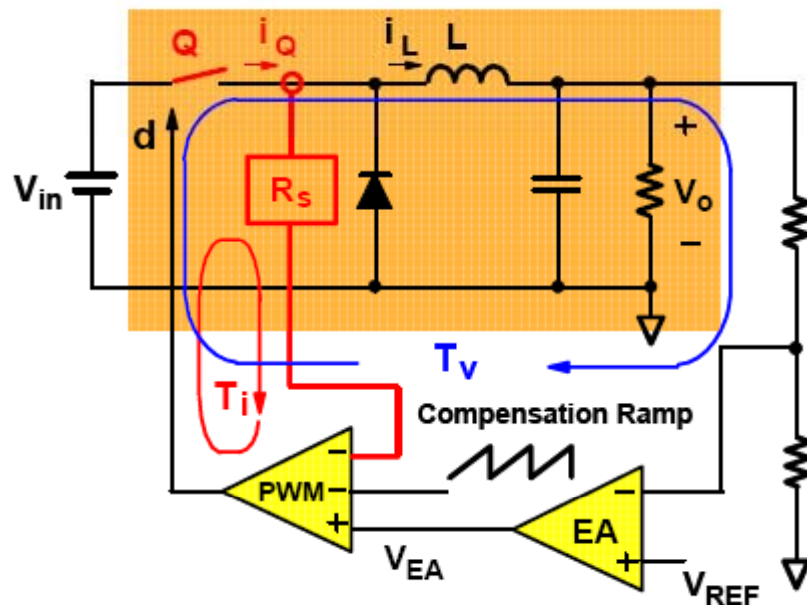 Q
iQ
iL
L
d
Vin
Rs
+
Vo
−
Tv
Ti
Compensation Ramp
−
−
+
PWM
−
EA
+
VEA
VREF